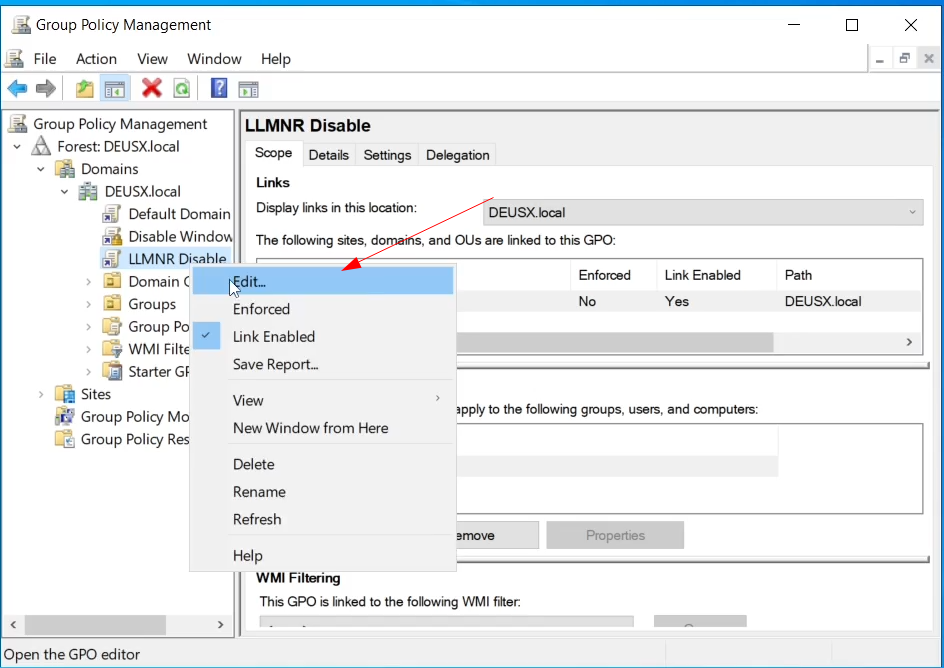 Group Policy Management
File Action View Window Help
Group Policy Management
Forest: DEUSX.local
Domains
DEUSX.local
Default Domain
Disable Window
LLMNR Disable
Domain
Groups
Group Po
WMI Filte
Starter GP
Sites
Group Policy Mo
Group Policy Res
LLMNR Disable
Scope Details Settings Delegation
Links
Display links in this location:
DEUSX.local
The following sites, domains, and OUs are linked to this GPO:
Enforced Link Enabled Path
No Yes DEUSX.local
Edit...
Enforced
Link Enabled
Save Report...
View
New Window from Here
Delete
Rename
Refresh
Help
apply to the following groups, users, and computers:
emove Properties
WMI Filtering
This GPO is linked to the following WMI filter:
Open the GPO editor